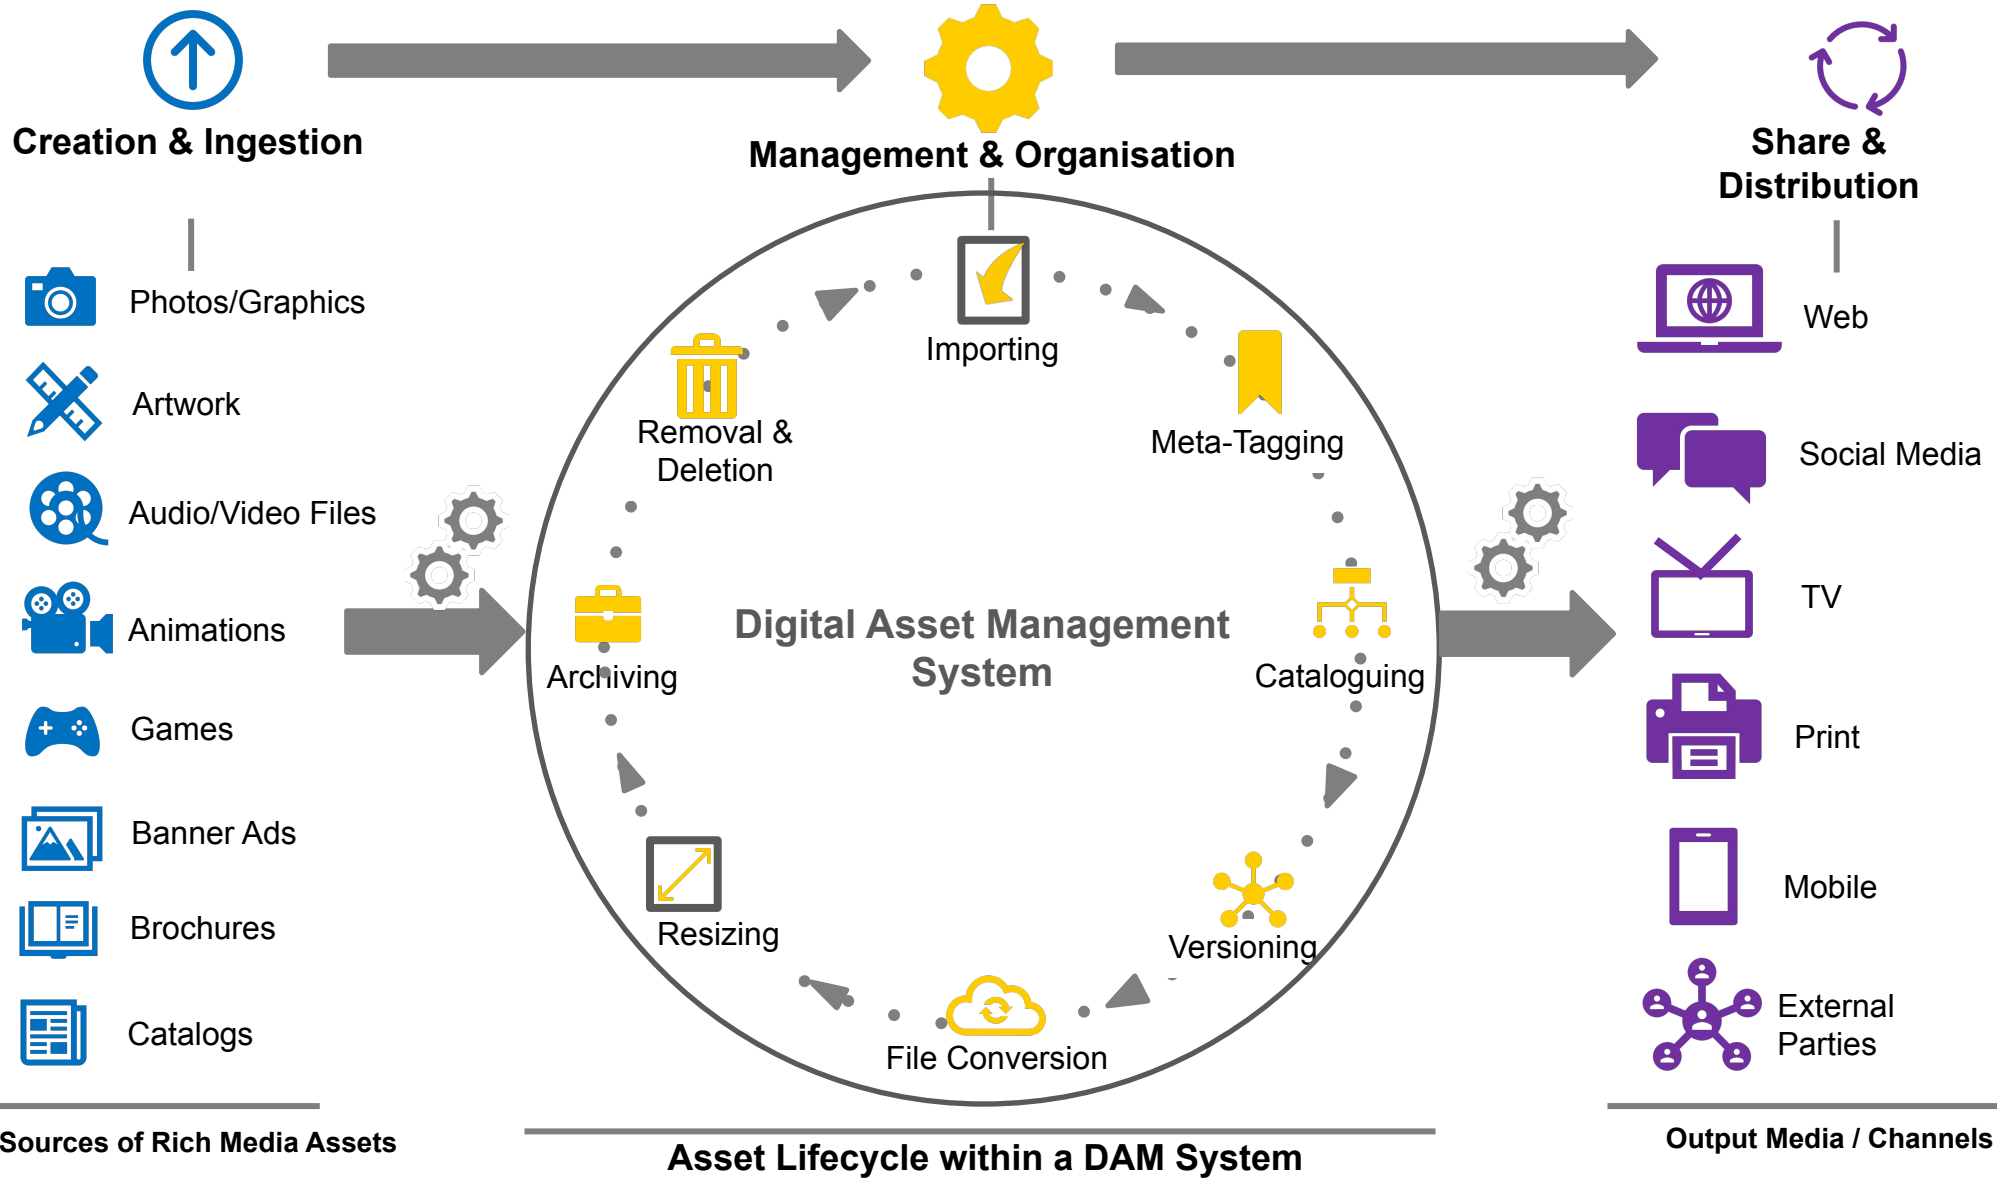 Creation & Ingestion
Management & Organisation
Share &
Distribution
Photos/Graphics
Artwork
Audio/Video Files
Animations
Games
Banner Ads
Brochures
Catalogs
Sources of Rich Media Assets
Importing
Meta-Tagging
Cataloguing
Versioning
File Conversion
Resizing
Archiving
Removal &
Deletion
Digital Asset Management
System
Asset Lifecycle within a DAM System
Web
Social Media
TV
Print
Mobile
External
Parties
Output Media / Channels